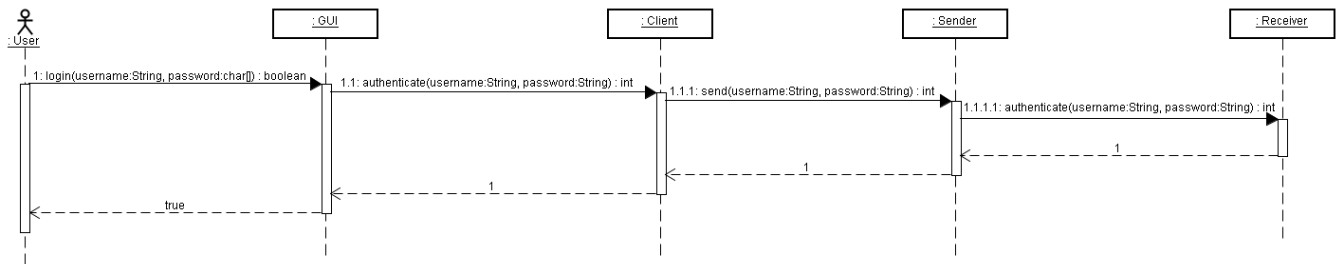 : User
: GUI
: Client
: Sender
: Receiver
1: login(username:String, password:char[]) : boolean
1.1: authenticate(username:String, password:String) : int
1.1.1: send(username:String, password:String) : int
1.1.1.1: authenticate(username:String, password:String) : int
1
1
1
true